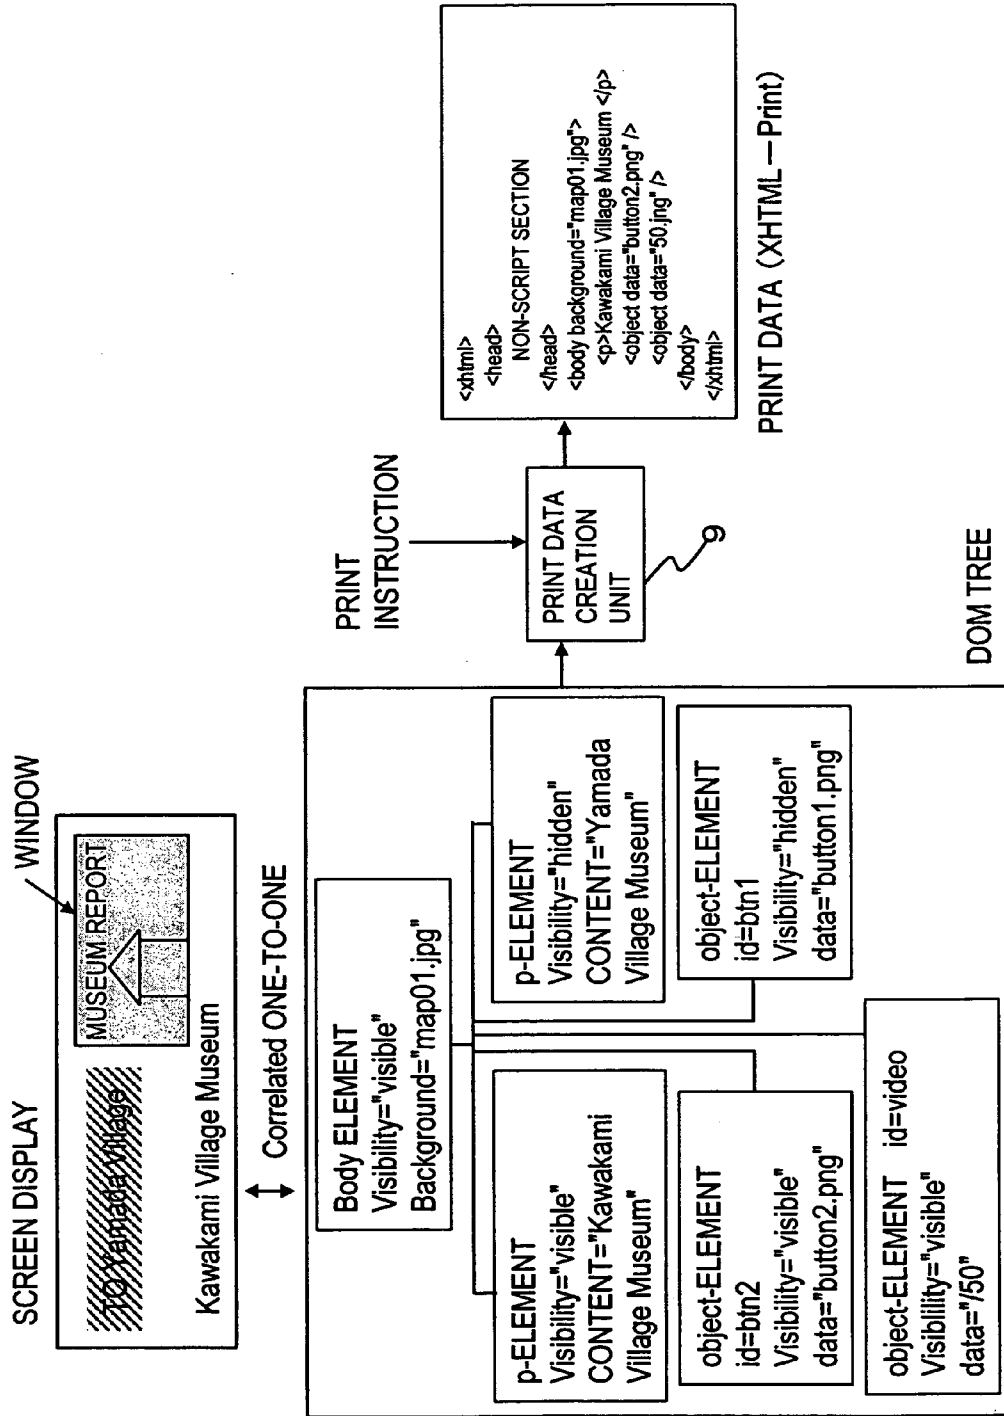 SCREEN DISPLAY
WINDOW
TO Yamada Village
MUSEUM REPORT
Kawakami Village Museum
Correlated ONE-TO-ONE
Body ELEMENT
Visibility="visible"
Background="map01.jpg"
p-ELEMENT
Visibility="visible"
CONTENT="Kawakami
Village Museum"
p-ELEMENT
Visibility="hidden"
CONTENT="Yamada
Village Museum"
object-ELEMENT
id=btn2
Visibility="visible"
data="button2.png"
object-ELEMENT
id=btn1
Visibility="hidden"
data="button1.png"
object-ELEMENT id=video
Visibility="visible"
data="/50"
DOM TREE
PRINT
INSTRUCTION
PRINT DATA
CREATION
UNIT
9
<xhtml>
<head>
NON-SCRIPT SECTION
</head>
<body background="map01.jpg">
<p>Kawakami Village Museum </p>
<object data="button2.png" />
<object data="50.jng" />
</body>
</xhtml>
PRINT DATA (XHTML—Print)